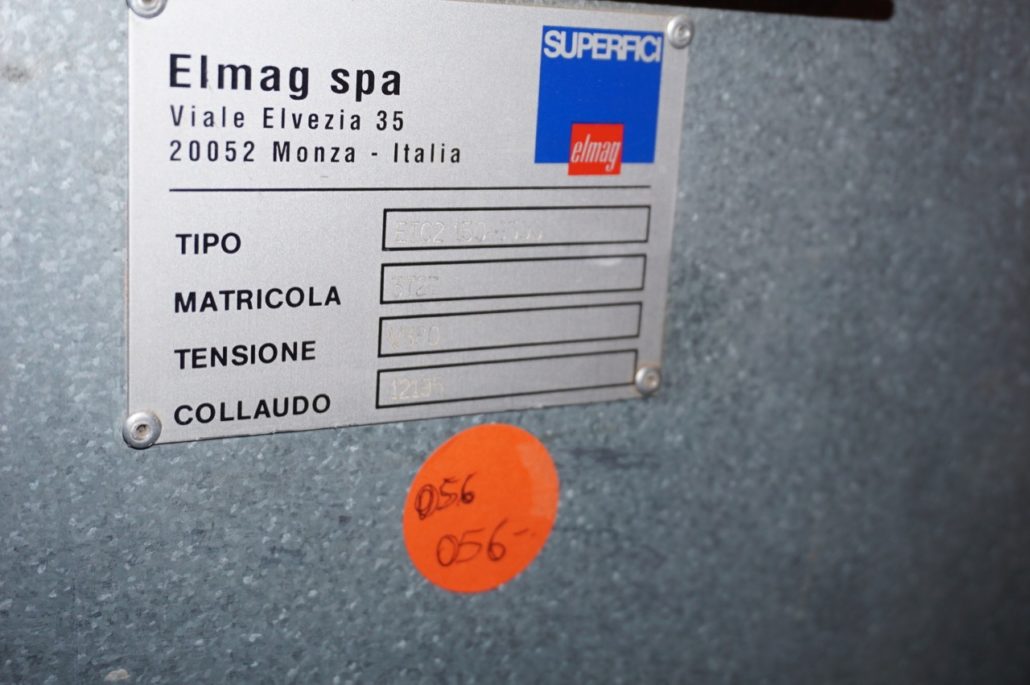 Elmag spa
Viale Elvezia 35
20052 Monza - Italia
SUPERFICI
elmag
TIPO
MATRICOLA
TENSIONE
COLLAUDO
056
056-